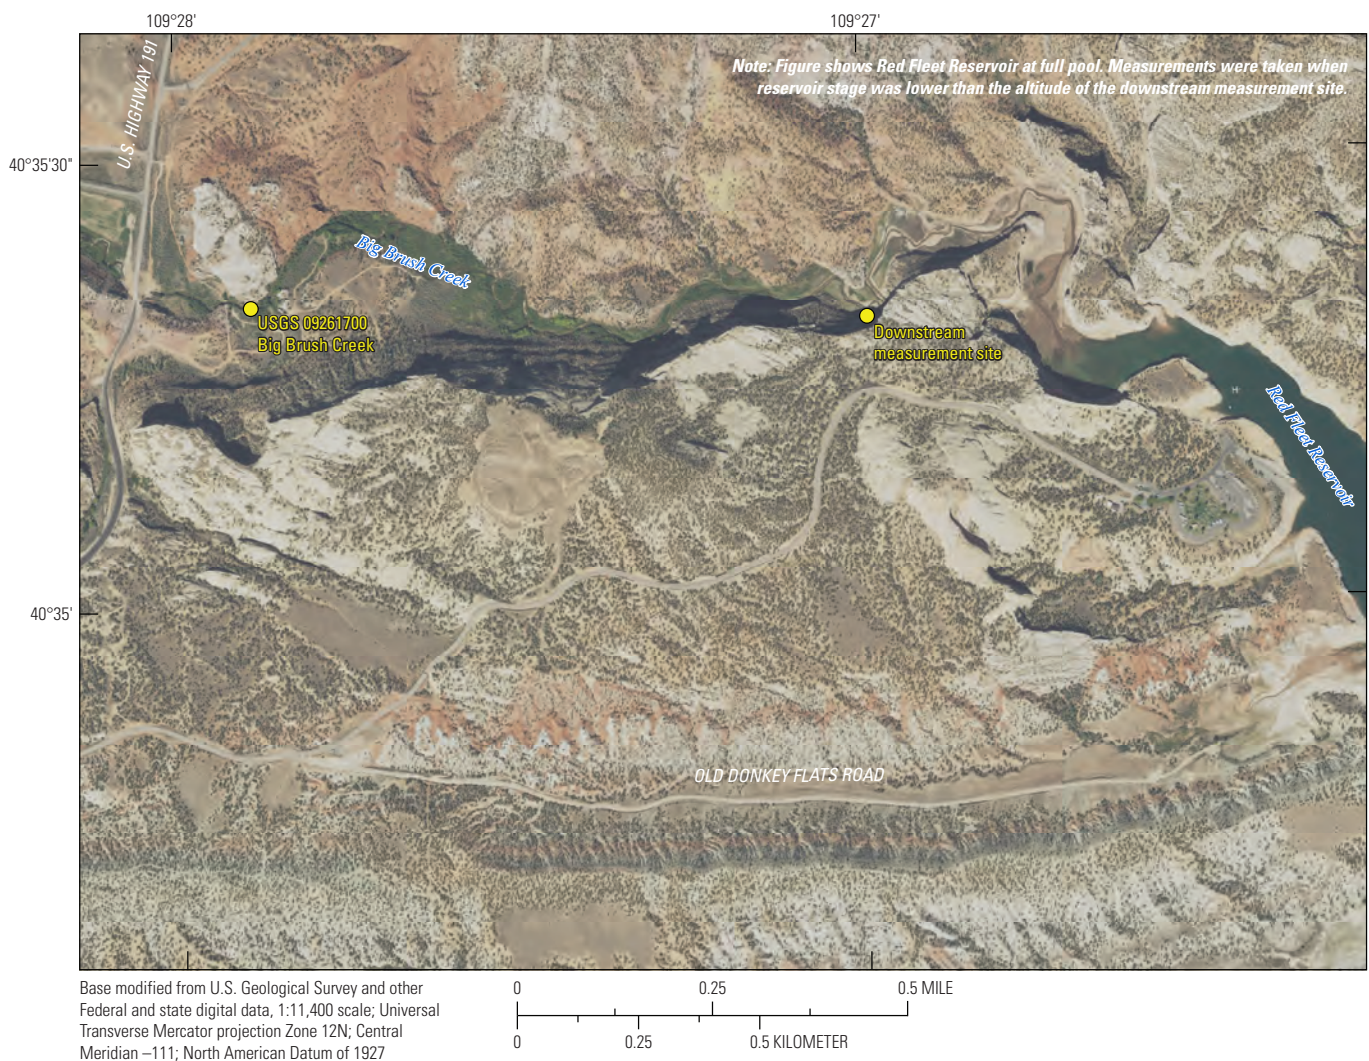 109°28'
109°27'
U.S. HIGHWAY 191
Note: Figure shows Red Fleet Reservoir at full pool. Measurements were taken when
reservoir stage was lower than the altitude of the downstream measurement site.
40°35'30"
Big Brush Creek
USGS 09261700
Big Brush Creek
Downstream
measurement site
Red Fleet Reservoir
40°35'
OLD DONKEY FLATS ROAD
Base modified from U.S. Geological Survey and other
Federal and state digital data, 1:11,400 scale; Universal
Transverse Mercator projection Zone 12N; Central
Meridian –111; North American Datum of 1927
0 0.25 0.5 MILE
0 0.25 0.5 KILOMETER